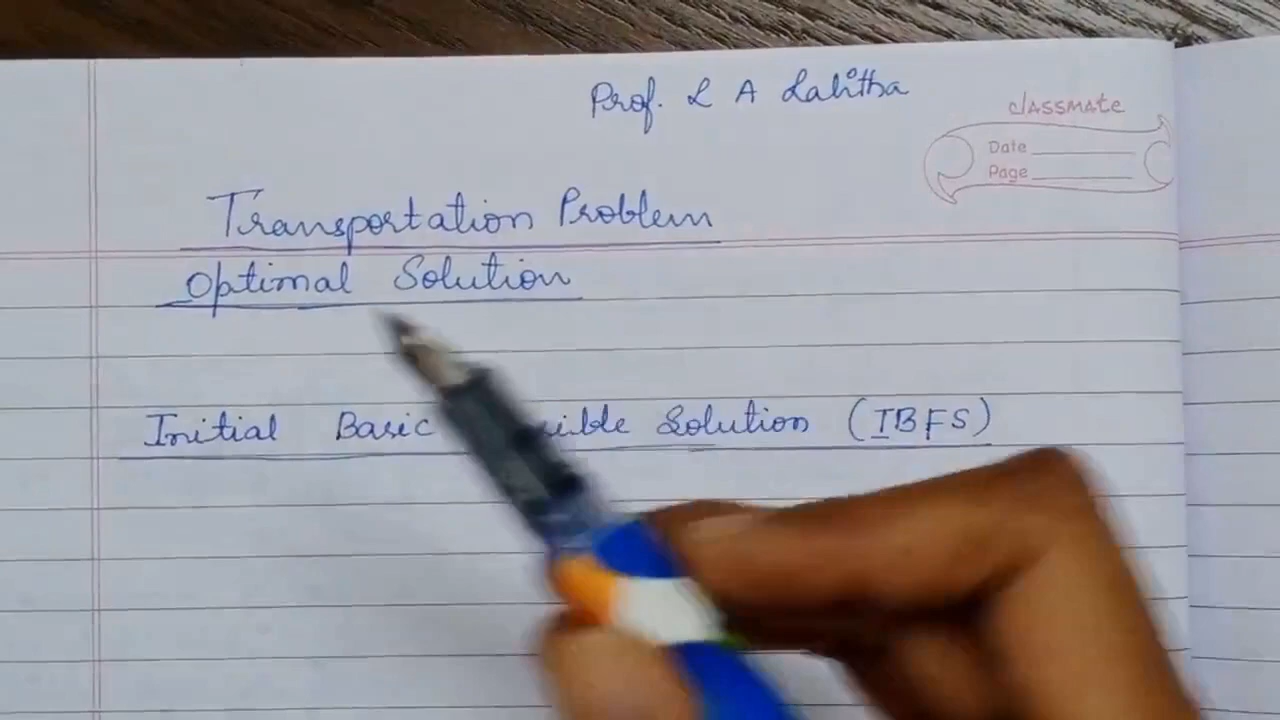 Prof. L A Lalitha
classmate
Date
Page
Transportation Problem
Optimal Solution
Initial Basic sible Solution (IBFS)